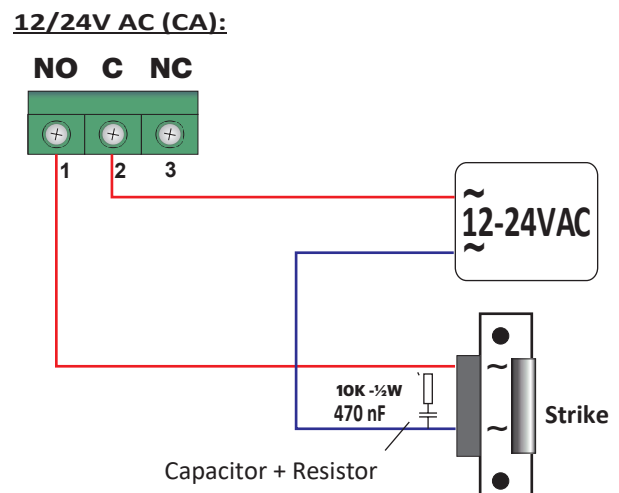 12/24V AC (CA):
NO C NC
1 2 3
~
12-24VAC
~
~
10K -½W
470 nF
~
Strike
Capacitor + Resistor